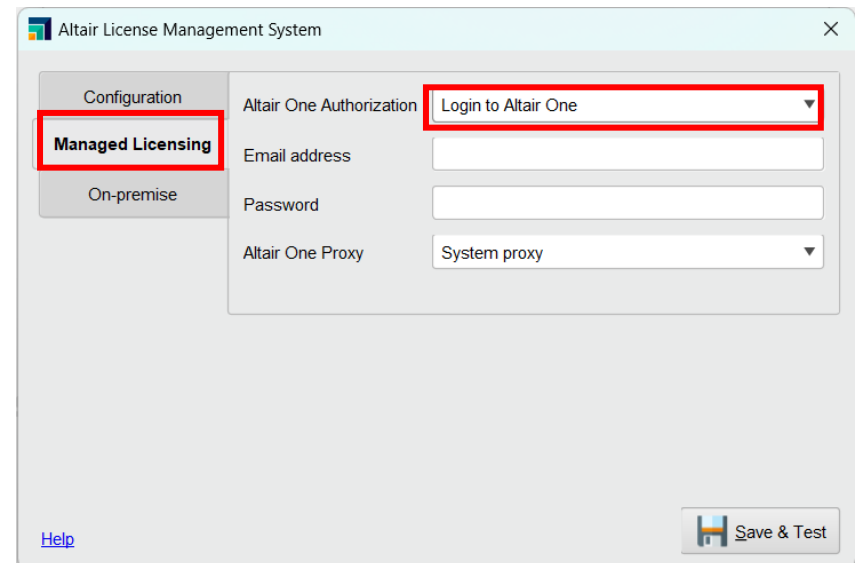 Altair License Management System
Configuration
Managed Licensing
On-premise
Altair One Authorization
Login to Altair One
Email address
Password
Altair One Proxy
System proxy
Help
Save & Test